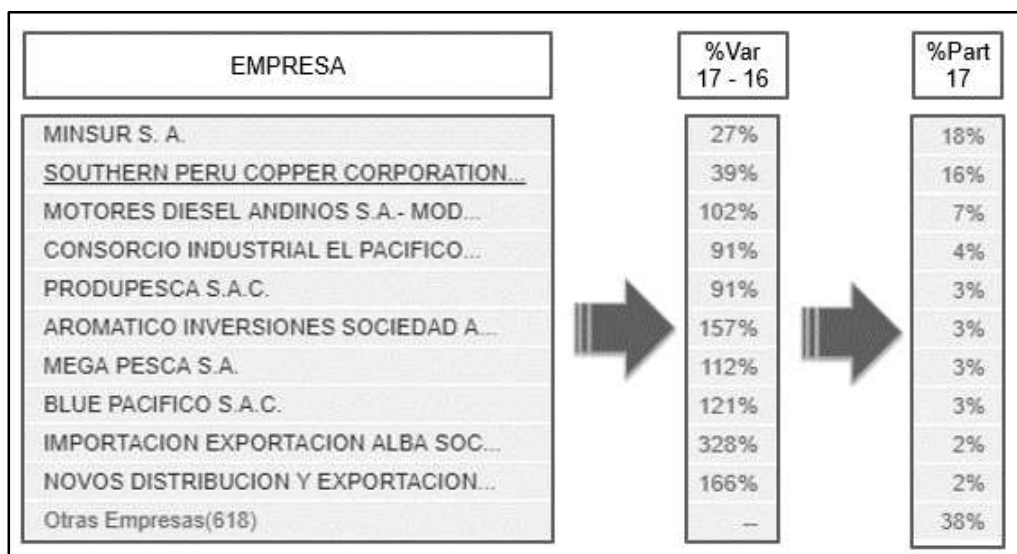 EMPRESA %Var 17 - 16 %Part 17
MINSUR S. A. 27% 18%
SOUTHERN PERU COPPER CORPORATION... 39% 16%
MOTORES DIESEL ANDINOS S.A.- MOD... 102% 7%
CONSORCIO INDUSTRIAL EL PACIFICO... 91% 4%
PRODUPESCA S.A.C. 91% 3%
AROMATICO INVERSIONES SOCIEDAD A... 157% 3%
MEGA PESCA S.A. 112% 3%
BLUE PACIFICO S.A.C. 121% 3%
IMPORTACION EXPORTACION ALBA SOC... 328% 2%
NOVOS DISTRIBUCION Y EXPORTACION... 166% 2%
Otras Empresas(618) -- 38%